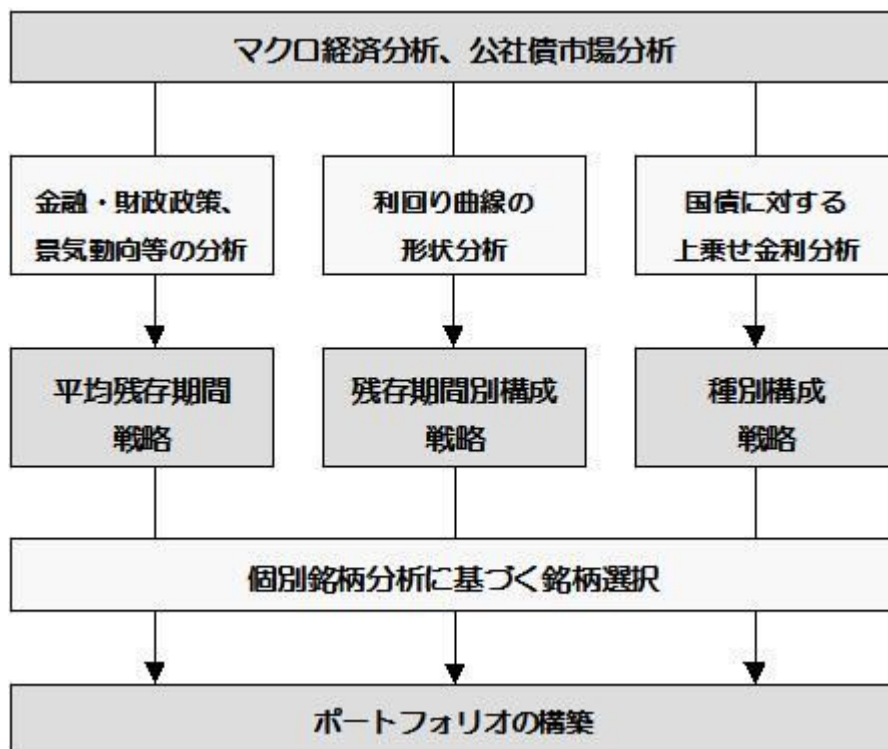 マクロ経済分析、公社債市場分析
金融・財政政策、
景気動向等の分析
利回り曲線の
形状分析
国債に対する
上乗せ金利分析
平均残存期間
戦略
残存期間別構成
戦略
種別構成
戦略
個別銘柄分析に基づく銘柄選択
ポートフォリオの構築